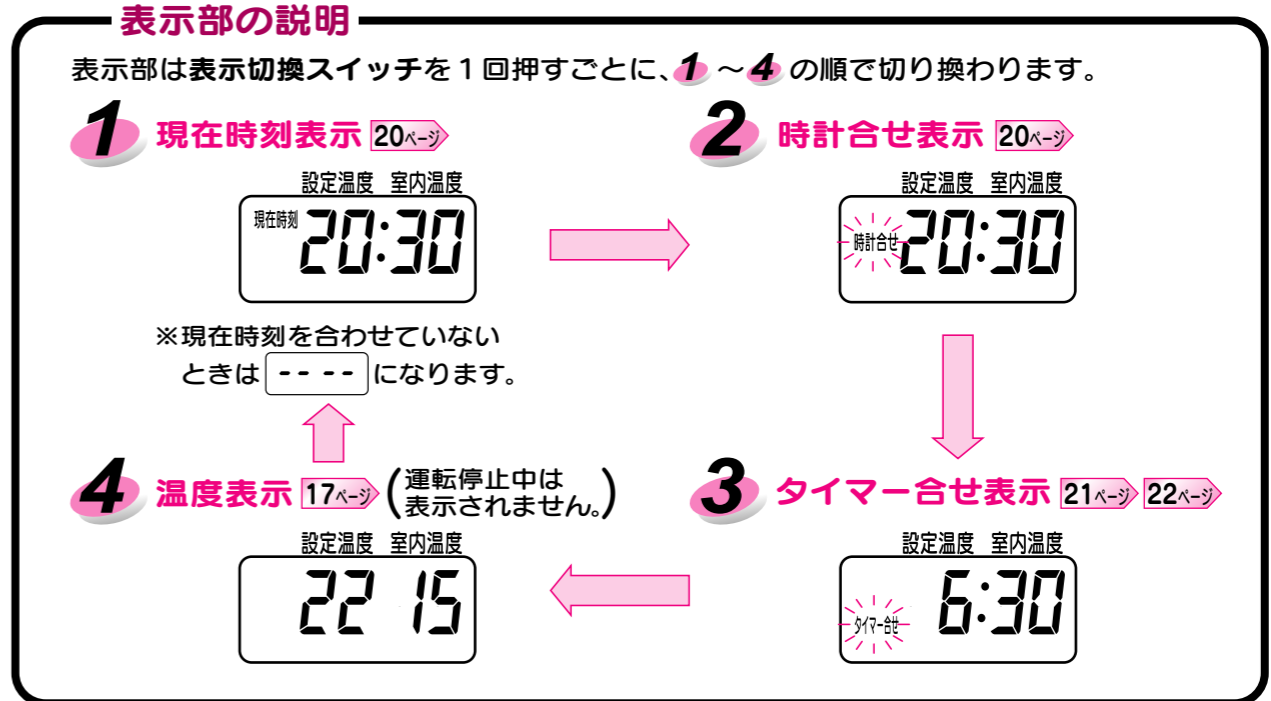 表示部の説明
表示部は表示切換スイッチを1回押すごとに、1～4の順で切り換わります。
1 現在時刻表示 20ページ
設定温度 室内温度
現在時刻 20:30
※現在時刻を合わせていない
ときは ---- になります。
2 時計合せ表示 20ページ
設定温度 室内温度
時計合せ 20:30
3 タイマー合せ表示 21ページ 22ページ
設定温度 室内温度
タイマー合せ 6:30
4 温度表示 17ページ (運転停止中は
表示されません。)
設定温度 室内温度
22 15